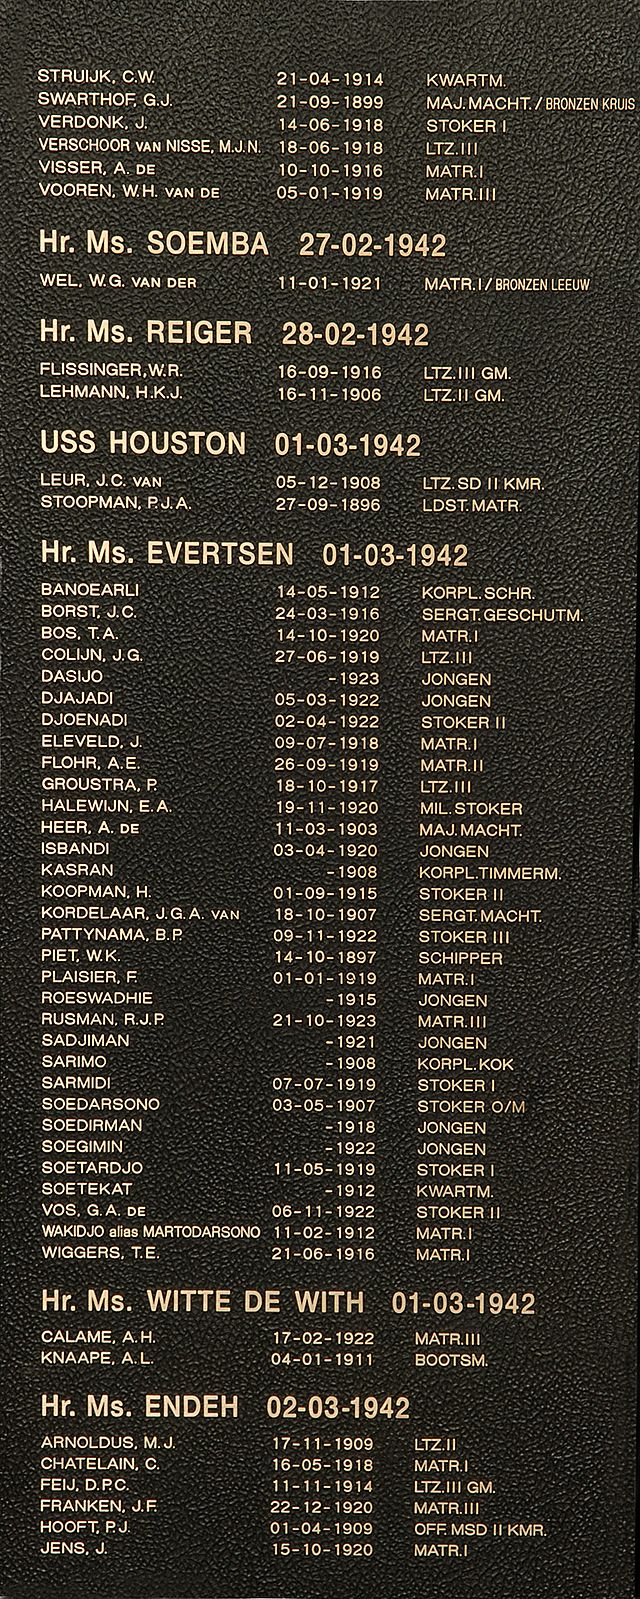 STRUIJK, C.W. 21-04-1914 KWARTM.
SWARTHOF, G.J. 21-09-1899 MAJ.MACHT./BRONZEN KRUIS
VERDONK, J. 14-06-1918 STOKER I
VERSCHOOR VAN NISSE, M.J.N. 18-06-1918 LTZ.III
VISSER, A. DE 10-10-1916 MATR.I
VOOREN, W.H. VAN DE 05-01-1919 MATR.III
Hr. Ms. SOEMBA 27-02-1942
WEL, W.G. VAN DER 11-01-1921 MATR.I/BRONZEN LEEUW
Hr. Ms. REIGER 28-02-1942
FLISSINGER,W.R. 16-09-1916 LTZ.III GM.
LEHMANN, H.K.J. 16-11-1906 LTZ.II GM.
USS HOUSTON 01-03-1942
LEUR, J.C. VAN 05-12-1908 LTZ.SD II KMR.
STOOPMAN, P.J.A. 27-09-1896 LDST.MATR.
Hr. Ms. EVERTSEN 01-03-1942
BANOEARLI 14-05-1912 KORPL.SCHR.
BORST, J.C. 24-03-1916 SERGT.GESCHUTM.
BOS, T.A. 14-10-1920 MATR.I
COLIJN, J.G. 27-06-1919 LTZ.III
DASIJO -1923 JONGEN
DJAJADI 05-03-1922 JONGEN
DJOENADI 02-04-1922 STOKER II
ELEVELD, J. 09-07-1918 MATR.I
FLOHR, A.E. 26-09-1919 MATR.II
GROUSTRA, P. 18-10-1917 LTZ.III
HALEWIJN, E.A. 19-11-1920 MIL.STOKER
HEER, A. DE 11-03-1903 MAJ.MACHT.
ISBANDI 03-04-1920 JONGEN
KASRAN -1908 KORPL.TIMMERM.
KOOPMAN, H. 01-09-1915 STOKER II
KORDELAAR, J.G.A. VAN 18-10-1907 SERGT.MACHT.
PATTYNAMA, B.P. 09-11-1922 STOKER III
PIET, W.K. 14-10-1897 SCHIPPER
PLAISIER, F. 01-01-1919 MATR.I
ROESWADHIE -1915 JONGEN
RUSMAN, R.J.P. 21-10-1923 MATR.III
SADJIMAN -1921 JONGEN
SARIMO -1908 KORPL.KOK
SARMIDI 07-07-1919 STOKER I
SOEDARSONO 03-05-1907 STOKER O/M
SOEDIRMAN -1918 JONGEN
SOEGIMIN -1922 JONGEN
SOETARDJO 11-05-1919 STOKER I
SOETEKAT -1912 KWARTM.
VOS, G.A. DE 06-11-1922 STOKER II
WAKIDJO alias MARTODARSONO 11-02-1912 MATR.I
WIGGERS, T.E. 21-06-1916 MATR.I
Hr. Ms. WITTE DE WITH 01-03-1942
CALAME, A.H. 17-02-1922 MATR.III
KNAAPE, A.L. 04-01-1911 BOOTSM.
Hr. Ms. ENDEH 02-03-1942
ARNOLDUS, M.J. 17-11-1909 LTZ.II
CHATELAIN, C. 16-05-1918 MATR.I
FEIJ, D.P.C. 11-11-1914 LTZ.III GM.
FRANKEN, J.F. 22-12-1920 MATR.III
HOOFT, P.J. 01-04-1909 OFF.MSD II KMR.
JENS, J. 15-10-1920 MATR.I